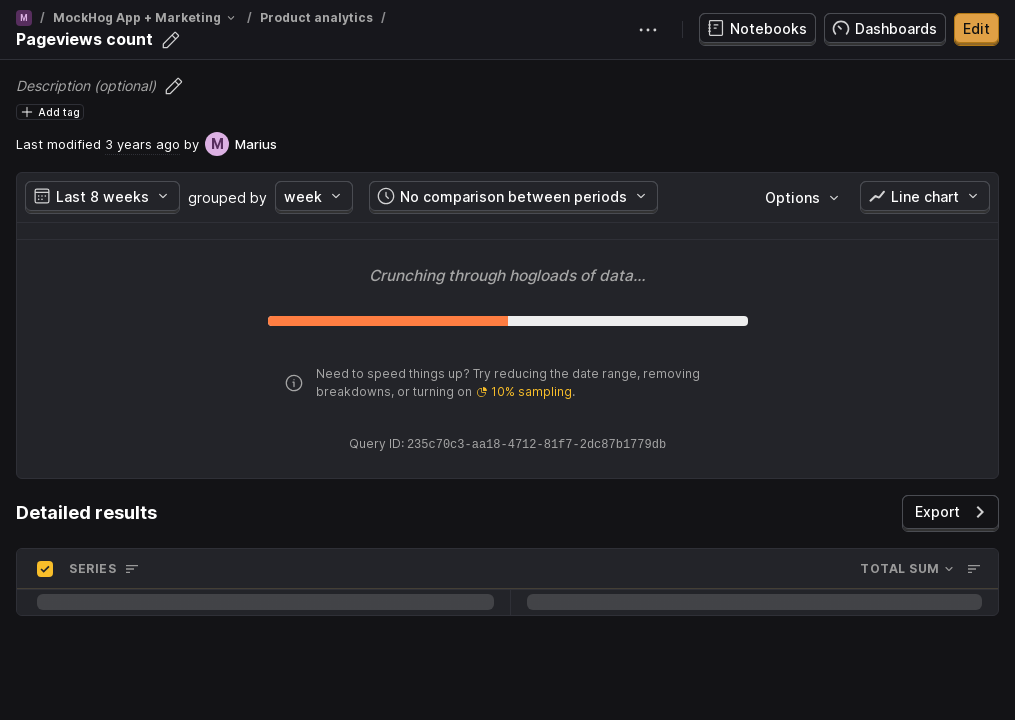 M / MockHog App + Marketing / Product analytics /
Pageviews count
Notebooks
Dashboards
Edit
Description (optional)
Add tag
Last modified 3 years ago by M Marius
Last 8 weeks grouped by week No comparison between periods Options Line chart
Crunching through hogloads of data...
Need to speed things up? Try reducing the date range, removing
breakdowns, or turning on 10% sampling.
Query ID: 235c70c3-aa18-4712-81f7-2dc87b1779db
Detailed results
Export
SERIES TOTAL SUM